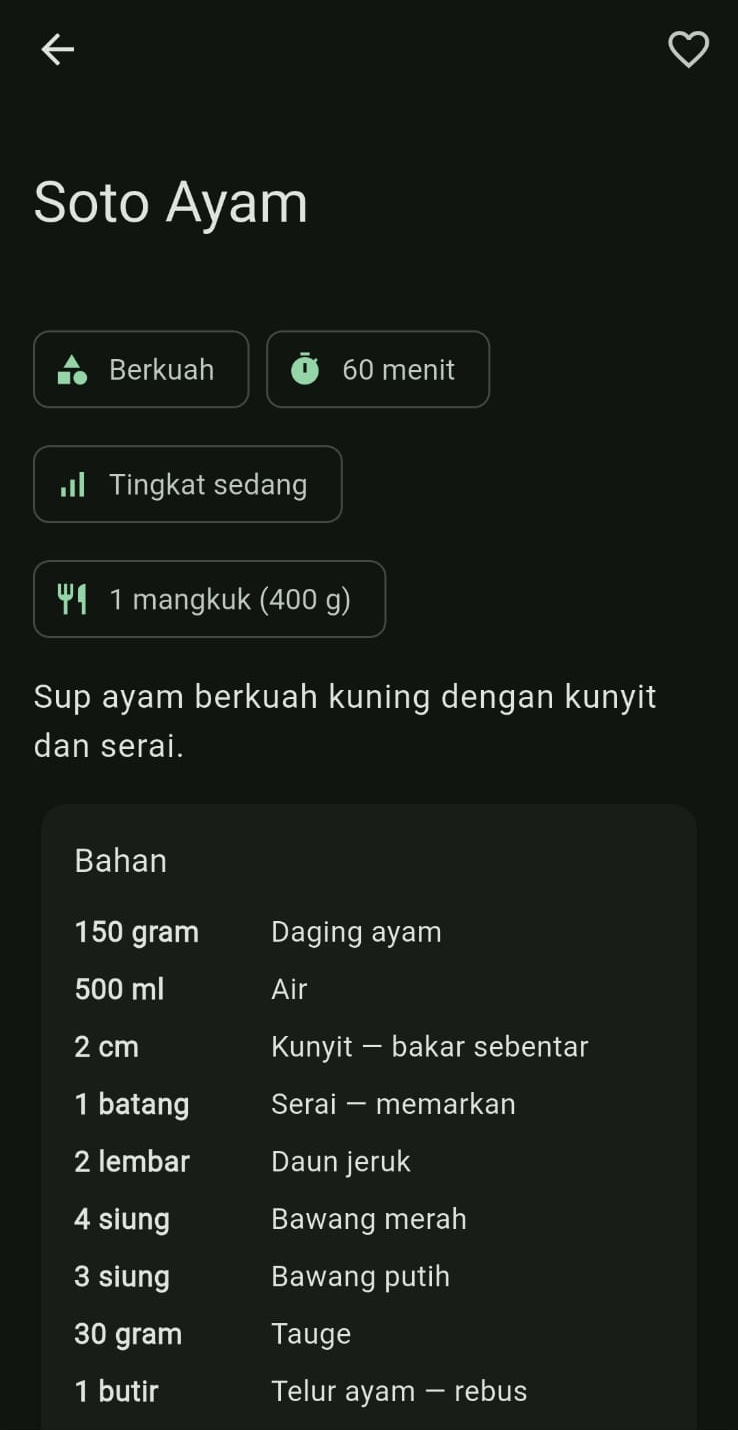 Soto Ayam
Berkuah
60 menit
Tingkat sedang
1 mangkuk (400 g)
Sup ayam berkuah kuning dengan kunyit
dan serai.
Bahan
150 gram Daging ayam
500 ml Air
2 cm Kunyit — bakar sebentar
1 batang Serai — memarkan
2 lembar Daun jeruk
4 siung Bawang merah
3 siung Bawang putih
30 gram Tauge
1 butir Telur ayam — rebus